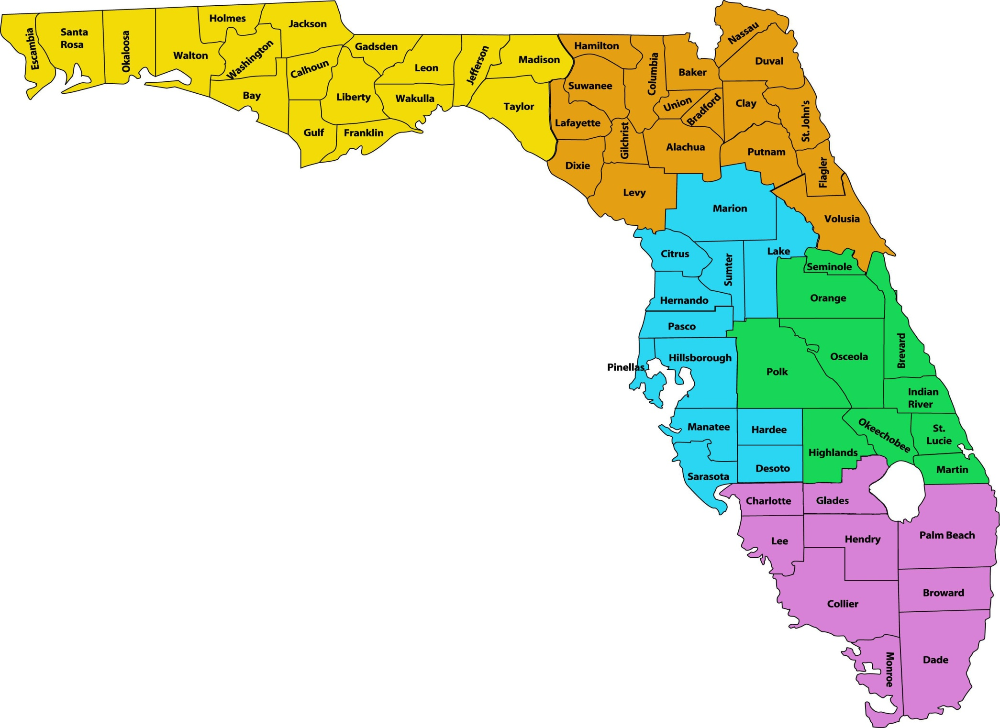 Escambia
Santa
Rosa
Okaloosa
Walton
Holmes
Washington
Jackson
Bay
Calhoun
Gulf
Gadsden
Liberty
Franklin
Leon
Wakulla
Jefferson
Madison
Taylor
Hamilton
Suwanee
Lafayette
Dixie
Columbia
Gilchrist
Levy
Baker
Union
Bradford
Alachua
Nassau
Duval
Clay
St. John's
Putnam
Flagler
Volusia
Marion
Citrus
Sumter
Lake
Hernando
Pasco
Pinellas
Hillsborough
Manatee
Hardee
Sarasota
Desoto
Seminole
Orange
Brevard
Osceola
Polk
Indian
River
Okeechobee
St.
Lucie
Highlands
Martin
Charlotte
Glades
Lee
Hendry
Palm Beach
Collier
Broward
Monroe
Dade